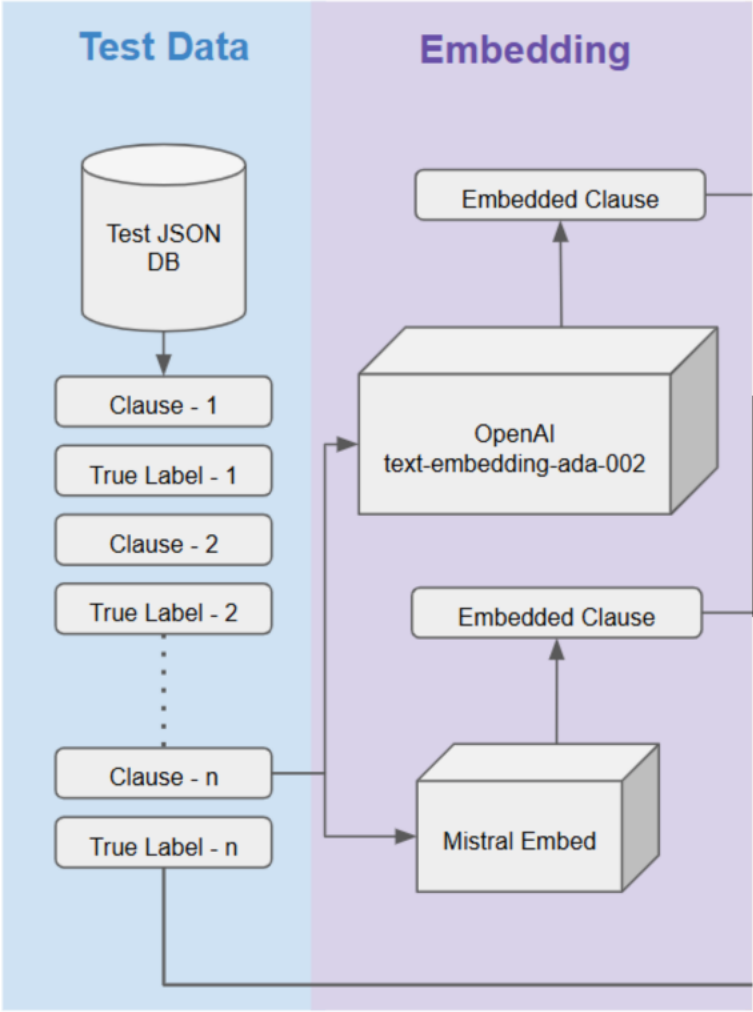 Test Data
Test JSON
DB
Clause - 1
True Label - 1
Clause - 2
True Label - 2
Clause - n
True Label - n
Embedding
Embedded Clause
OpenAI
text-embedding-ada-002
Embedded Clause
Mistral Embed